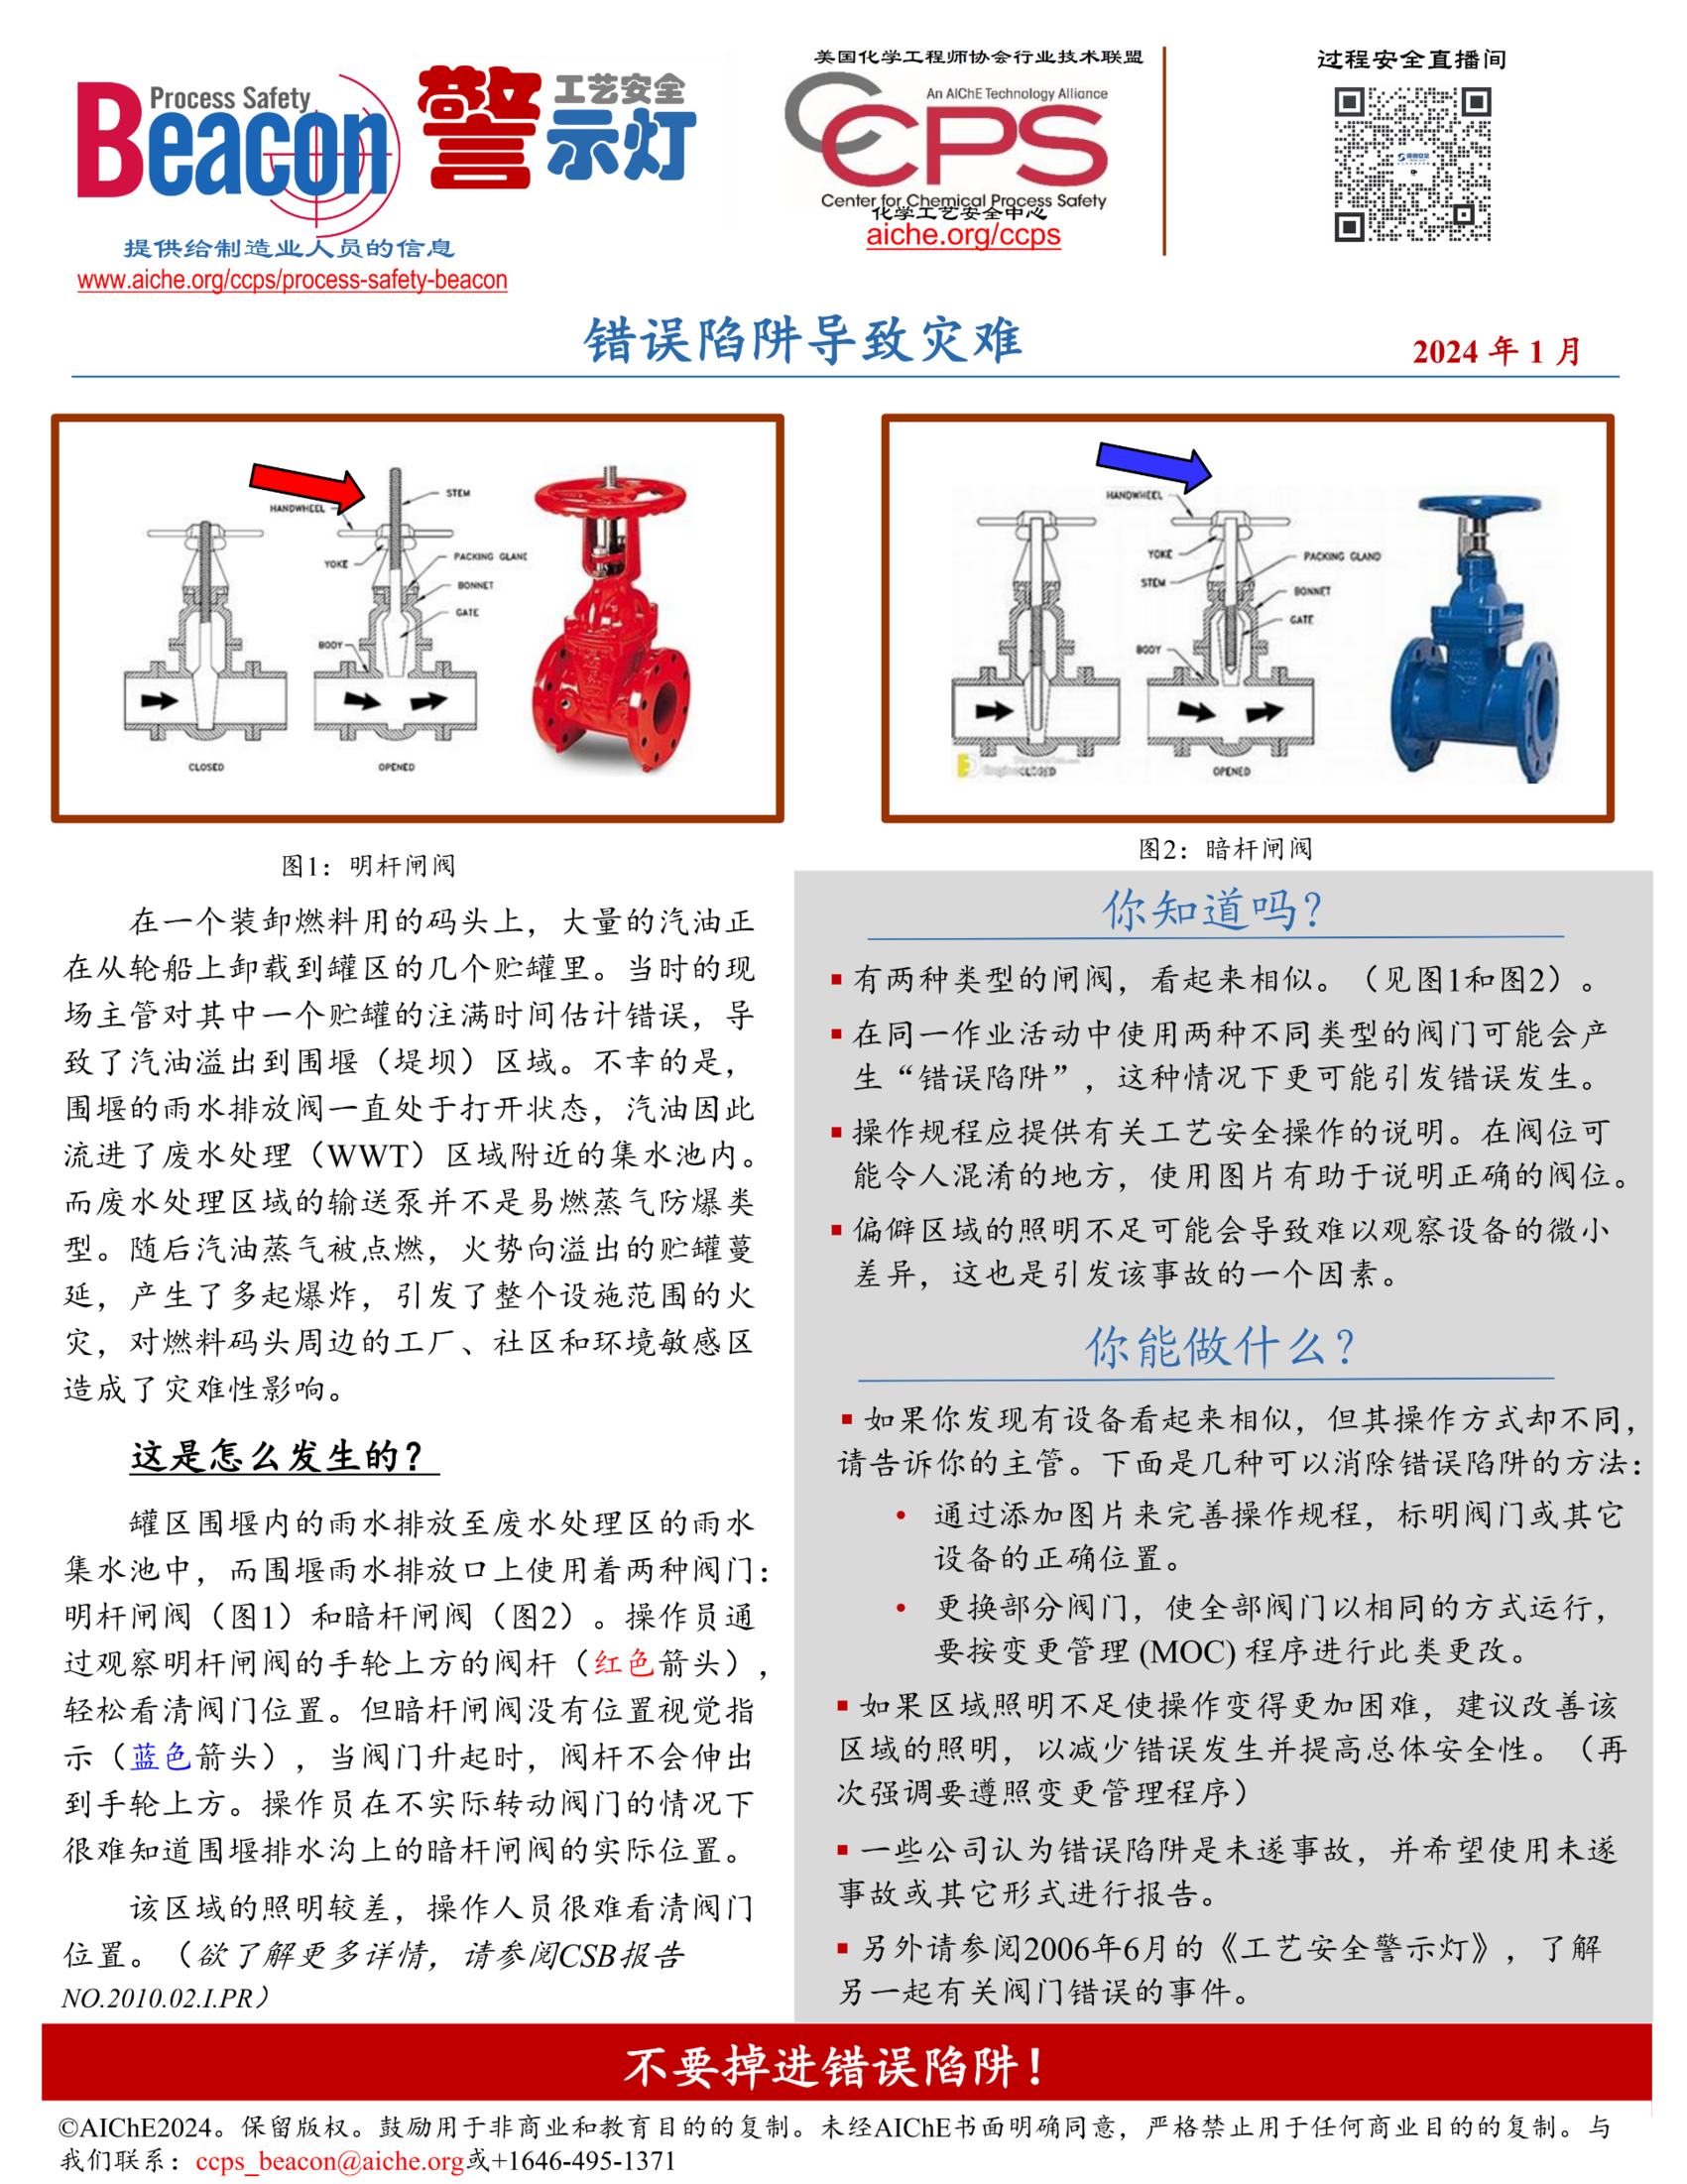 Process Safety
Beacon
警示灯
工艺安全
提供给制造业人员的信息
www.aiche.org/ccps/process-safety-beacon
美国化学工程师协会行业技术联盟
An AIChE Technology Alliance
CCPS
Center for Chemical Process Safety
化学工艺安全中心
aiche.org/ccps
过程安全直播间
错误陷阱导致灾难
2024 年 1 月
STEM
HANDWHEEL
YOKE
PACKING GLAND
BONNET
GATE
BODY
CLOSED
OPENED
HANDWHEEL
YOKE
PACKING GLAND
STEM
BONNET
GATE
BODY
CLOSED
OPENED
图1：明杆闸阀
图2：暗杆闸阀
在一个装卸燃料用的码头上，大量的汽油正
在从轮船上卸载到罐区的几个贮罐里。当时的现
场主管对其中一个贮罐的注满时间估计错误，导
致了汽油溢出到围堰（堤坝）区域。不幸的是，
围堰的雨水排放阀一直处于打开状态，汽油因此
流进了废水处理（WWT）区域附近的集水池内。
而废水处理区域的输送泵并不是易燃蒸气防爆类
型。随后汽油蒸气被点燃，火势向溢出的贮罐蔓
延，产生了多起爆炸，引发了整个设施范围的火
灾，对燃料码头周边的工厂、社区和环境敏感区
造成了灾难性影响。
这是怎么发生的？
罐区围堰内的雨水排放至废水处理区的雨水
集水池中，而围堰雨水排放口上使用着两种阀门：
明杆闸阀（图1）和暗杆闸阀（图2）。操作员通
过观察明杆闸阀的手轮上方的阀杆（红色箭头），
轻松看清阀门位置。但暗杆闸阀没有位置视觉指
示（蓝色箭头），当阀门升起时，阀杆不会伸出
到手轮上方。操作员在不实际转动阀门的情况下
很难知道围堰排水沟上的暗杆闸阀的实际位置。
该区域的照明较差，操作人员很难看清阀门
位置。（欲了解更多详情，请参阅CSB报告
NO.2010.02.I.PR）
你知道吗？
▪ 有两种类型的闸阀，看起来相似。（见图1和图2）。
▪ 在同一作业活动中使用两种不同类型的阀门可能会产
生“错误陷阱”，这种情况下更可能引发错误发生。
▪ 操作规程应提供有关工艺安全操作的说明。在阀位可
能令人混淆的地方，使用图片有助于说明正确的阀位。
▪ 偏僻区域的照明不足可能会导致难以观察设备的微小
差异，这也是引发该事故的一个因素。
你能做什么？
▪ 如果你发现有设备看起来相似，但其操作方式却不同，
请告诉你的主管。下面是几种可以消除错误陷阱的方法：
• 通过添加图片来完善操作规程，标明阀门或其它
设备的正确位置。
• 更换部分阀门，使全部阀门以相同的方式运行，
要按变更管理 (MOC) 程序进行此类更改。
▪ 如果区域照明不足使操作变得更加困难，建议改善该
区域的照明，以减少错误发生并提高总体安全性。（再
次强调要遵照变更管理程序）
▪ 一些公司认为错误陷阱是未遂事故，并希望使用未遂
事故或其它形式进行报告。
▪ 另外请参阅2006年6月的《工艺安全警示灯》，了解
另一起有关阀门错误的事件。
不要掉进错误陷阱！
©AIChE2024。保留版权。鼓励用于非商业和教育目的的复制。未经AIChE书面明确同意，严格禁止用于任何商业目的的复制。与
我们联系：ccps_beacon@aiche.org或+1646-495-1371